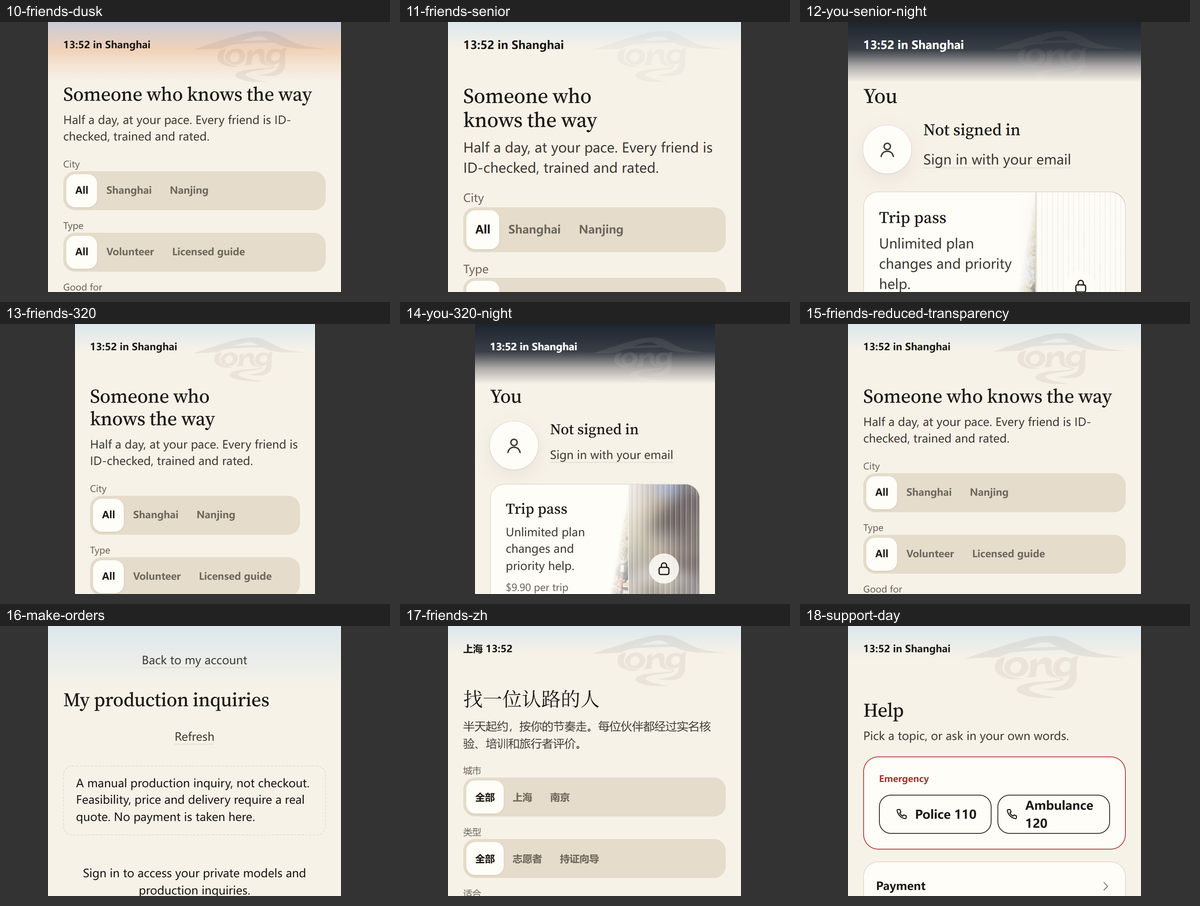 10-friends-dusk
13:52 in Shanghai
long
Someone who knows the way
Half a day, at your pace. Every friend is ID-
checked, trained and rated.
City
All Shanghai Nanjing
Type
All Volunteer Licensed guide
Good for
11-friends-senior
13:52 in Shanghai
long
Someone who
knows the way
Half a day, at your pace. Every friend is
ID-checked, trained and rated.
City
All Shanghai Nanjing
Type
12-you-senior-night
13:52 in Shanghai
long
You
Not signed in
Sign in with your email
Trip pass
Unlimited plan
changes and priority
help.
13-friends-320
13:52 in Shanghai
long
Someone who
knows the way
Half a day, at your pace. Every friend is
ID-checked, trained and rated.
City
All Shanghai Nanjing
Type
All Volunteer Licensed guide
14-you-320-night
13:52 in Shanghai
long
You
Not signed in
Sign in with your email
Trip pass
Unlimited plan
changes and
priority help.
$9.90 per trip
15-friends-reduced-transparency
13:52 in Shanghai
long
Someone who knows the way
Half a day, at your pace. Every friend is ID-
checked, trained and rated.
City
All Shanghai Nanjing
Type
All Volunteer Licensed guide
Good for
16-make-orders
Back to my account
My production inquiries
Refresh
A manual production inquiry, not checkout.
Feasibility, price and delivery require a real
quote. No payment is taken here.
Sign in to access your private models and
production inquiries.
17-friends-zh
上海 13:52
long
找一位认路的人
半天起约，按你的节奏走。每位伙伴都经过实名核
验、培训和旅行者评价。
城市
全部 上海 南京
类型
全部 志愿者 持证向导
适合
18-support-day
13:52 in Shanghai
long
Help
Pick a topic, or ask in your own words.
Emergency
Police 110
Ambulance
120
Payment